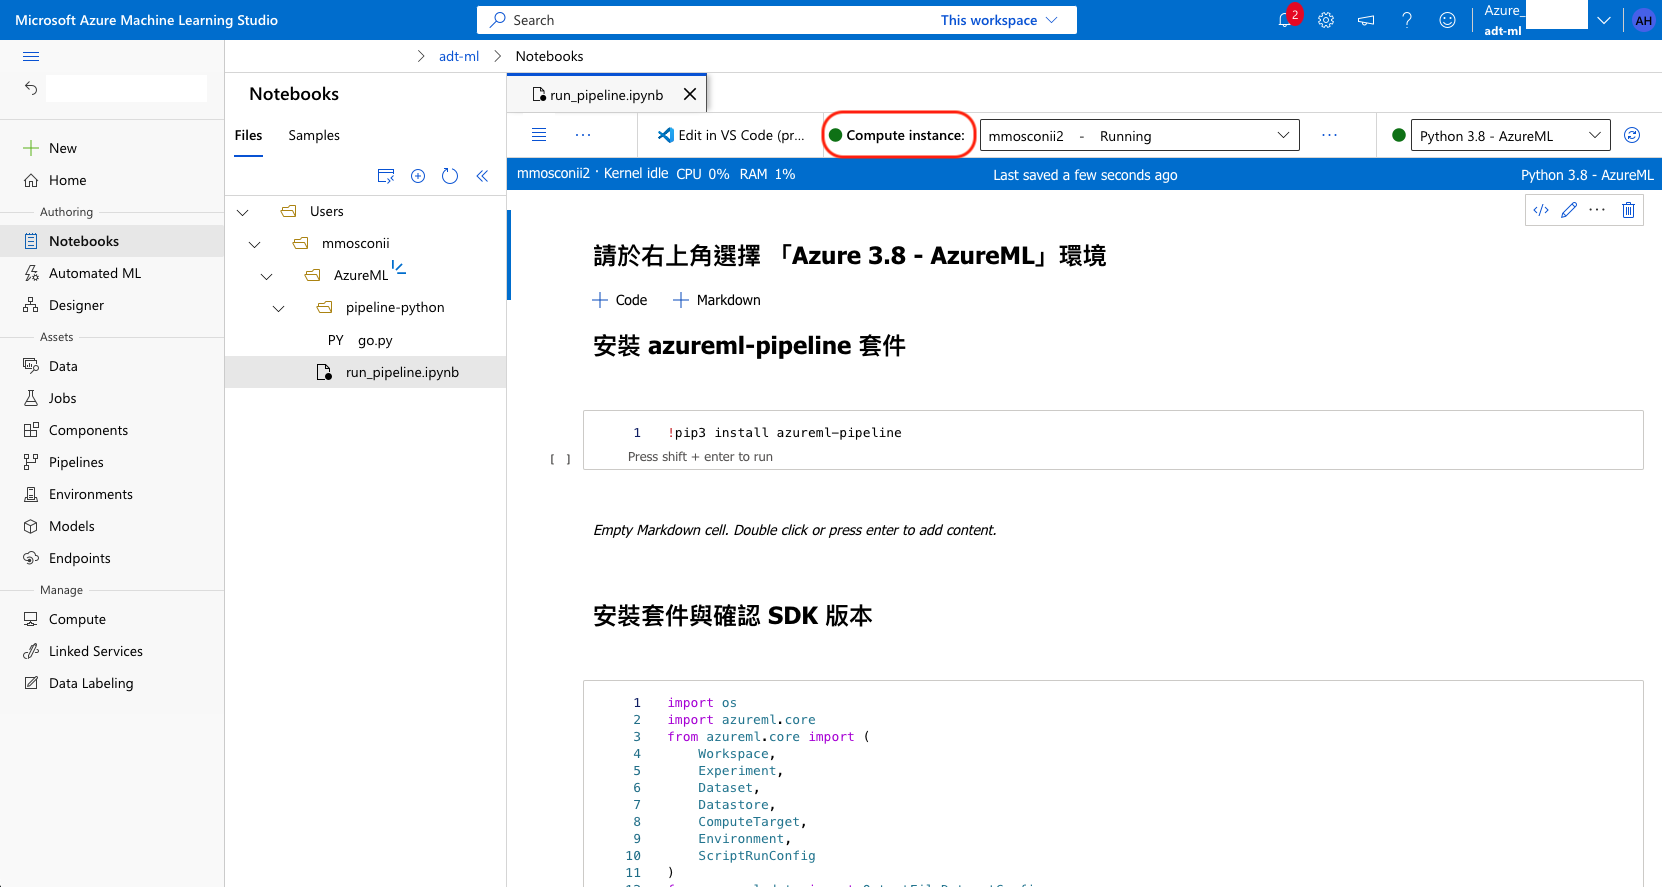 Microsoft Azure Machine Learning Studio
Search
This workspace
2
Azure_
adt-ml
AH
adt-ml
Notebooks
New
Home
Authoring
Notebooks
Automated ML
Designer
Assets
Data
Jobs
Components
Pipelines
Environments
Models
Endpoints
Manage
Compute
Linked Services
Data Labeling
Notebooks
Files
Samples
Users
mmosconii
AzureML
pipeline-python
PY go.py
run_pipeline.ipynb
run_pipeline.ipynb
Edit in VS Code (pr...
Compute instance:
mmosconii2 - Running
Python 3.8 - AzureML
mmosconii2 · Kernel idle CPU 0% RAM 1%
Last saved a few seconds ago
Python 3.8 - AzureML
請於右上角選擇 「Azure 3.8 - AzureML」環境
Code
Markdown
安裝 azureml-pipeline 套件
1 !pip3 install azureml-pipeline
[ ]
Press shift + enter to run
Empty Markdown cell. Double click or press enter to add content.
安裝套件與確認 SDK 版本
1 import os
2 import azureml.core
3 from azureml.core import (
4 Workspace,
5 Experiment,
6 Dataset,
7 Datastore,
8 ComputeTarget,
9 Environment,
10 ScriptRunConfig
11 )